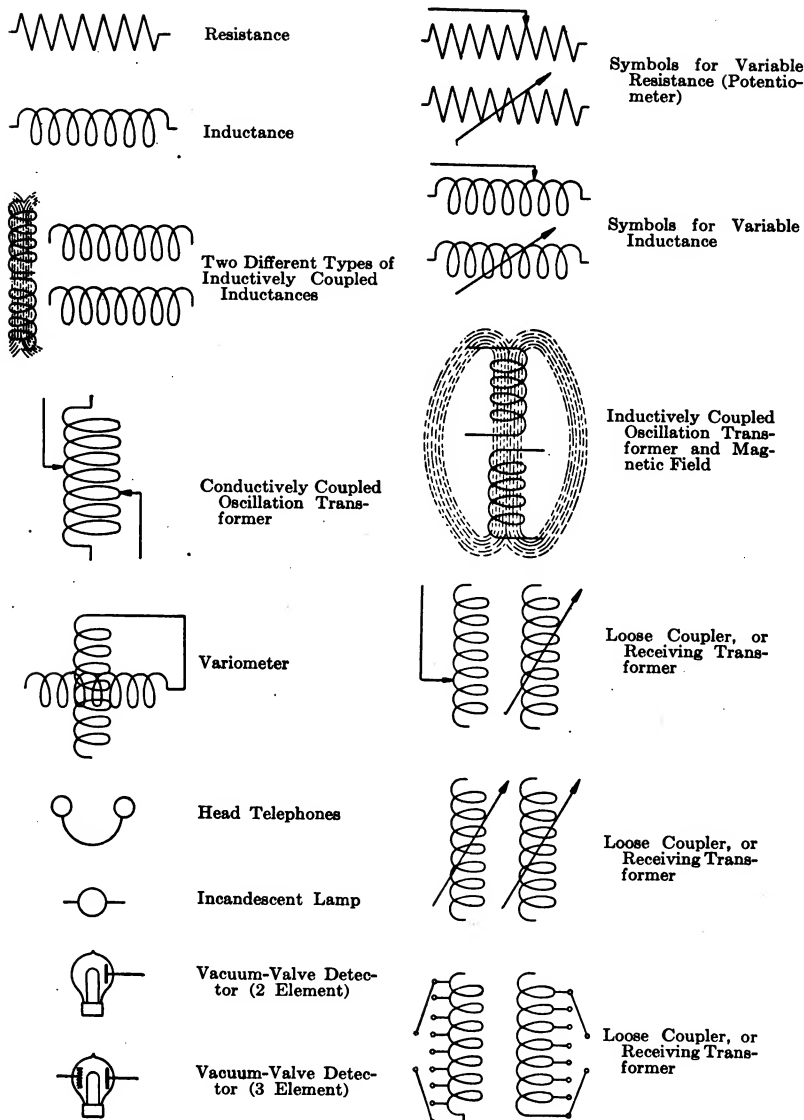 Resistance
Inductance
Two Different Types of
Inductively Coupled
Inductances
Conductively Coupled
Oscillation Trans-
former
Variometer
Head Telephones
Incandescent Lamp
Vacuum-Valve Detec-
tor (2 Element)
Vacuum-Valve Detec-
tor (3 Element)
Symbols for Variable
Resistance (Potentio-
meter)
Symbols for Variable
Inductance
Inductively Coupled
Oscillation Trans-
former and Mag-
netic Field
Loose Coupler, or
Receiving Trans-
former
Loose Coupler, or
Receiving Trans-
former
Loose Coupler, or
Receiving Trans-
former